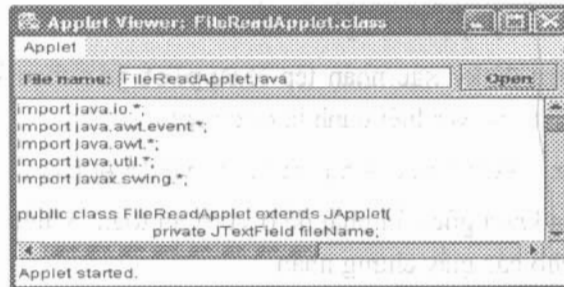 Applet Viewer: FileReadApplet.class
Applet
File name: FileReadApplet.java Open
import java.io.*;
import java.awt.event.*;
import java.awt.*;
import java.util.*;
import javax.swing.*;
public class FileReadApplet extends JApplet{
private JTextField fileName;
Applet started.